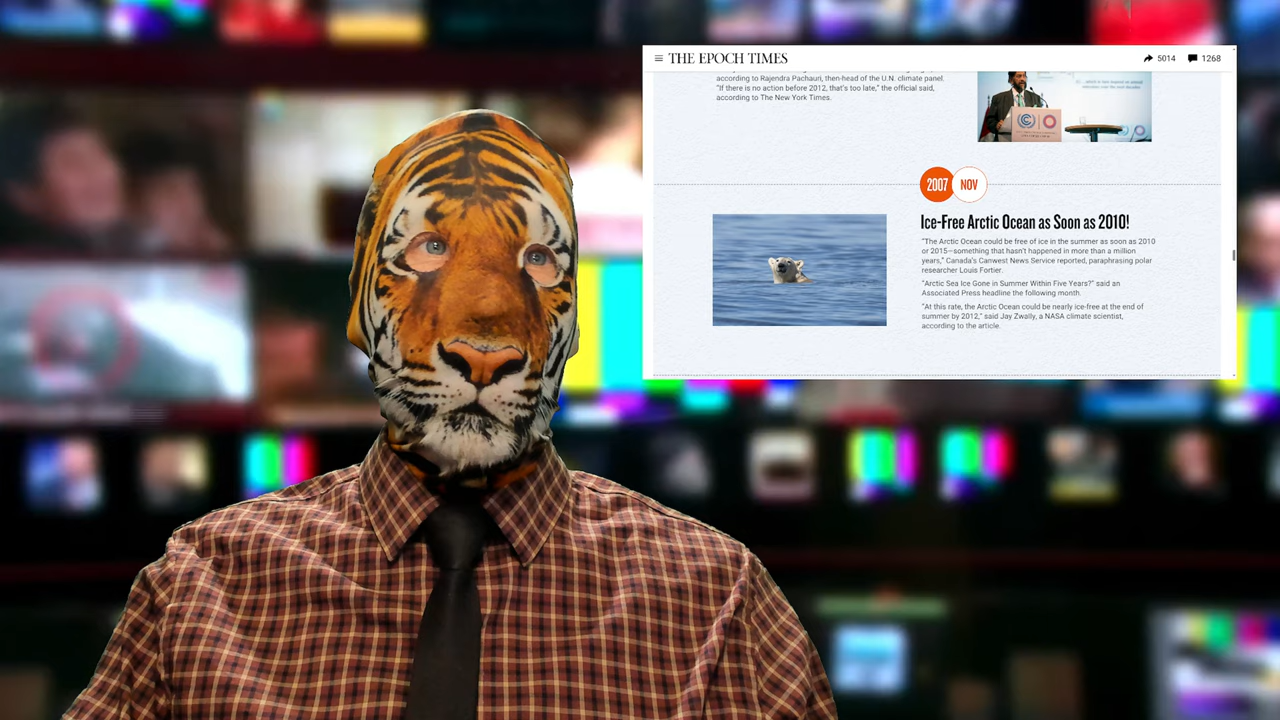 THE EPOCH TIMES
5014
1268
according to Rajendra Pachauri, then-head of the U.N. climate panel.
"If there is no action before 2012, that's too late," the official said,
according to The New York Times.
2007
NOV
Ice-Free Arctic Ocean as Soon as 2010!
"The Arctic Ocean could be free of ice in the summer as soon as 2010
or 2015—something that hasn't happened in more than a million
years," Canada's Canwest News Service reported, paraphrasing polar
researcher Louis Fortier.
"Arctic Sea Ice Gone in Summer Within Five Years?" said an
Associated Press headline the following month.
"At this rate, the Arctic Ocean could be nearly ice-free at the end of
summer by 2012," said Jay Zwally, a NASA climate scientist,
according to the article.